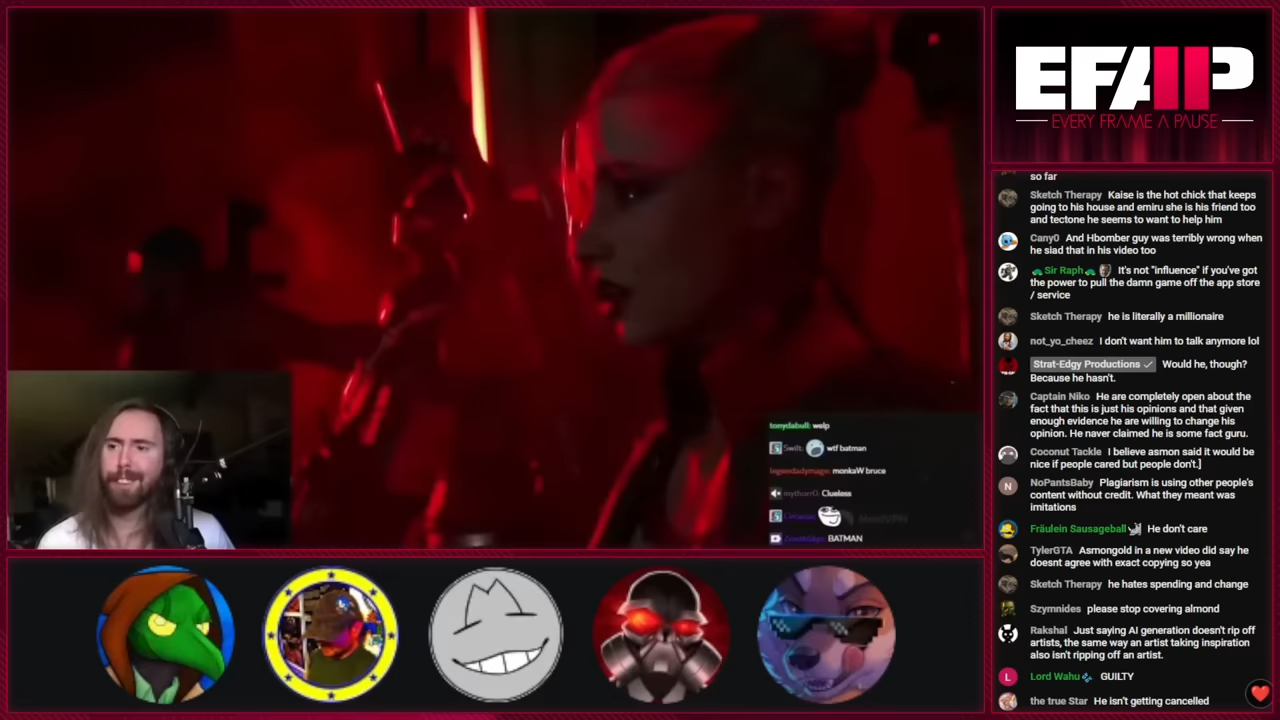 tonydabull: welp
Swilt: wtf batman
legendadymage: monkaW bruce
Clueless
BATMAN
EFAP
EVERY FRAME A PAUSE
so far
Sketch Therapy Kaise is the hot chick that keeps
going to his house and emiru she is his friend too
and tectone he seems to want to help him
Cany0 And Hbomber guy was terribly wrong when
he siad that in his video too
Sir Raph It's not "influence" if you've got
the power to pull the damn game off the app store
/ service
Sketch Therapy he is literally a millionaire
not_yo_cheez I don't want him to talk anymore lol
Strat-Edgy Productions Would he, though?
Because he hasn't.
Captain Niko He are completely open about the
fact that this is just his opinions and that given
enough evidence he are willing to change his
opinion. He naver claimed he is some fact guru.
Coconut Tackle I believe asmon said it would be
nice if people cared but people don't.]
N
NoPantsBaby Plagiarism is using other people's
content without credit. What they meant was
imitations
Fräulein Sausageball He don't care
TylerGTA Asmongold in a new video did say he
doesnt agree with exact copying so yea
Sketch Therapy he hates spending and change
Szymnides please stop covering almond
Rakshal Just saying AI generation doesn't rip off
artists, the same way an artist taking inspiration
also isn't ripping off an artist.
L
Lord Wahu GUILTY
the true Star He isn't getting cancelled